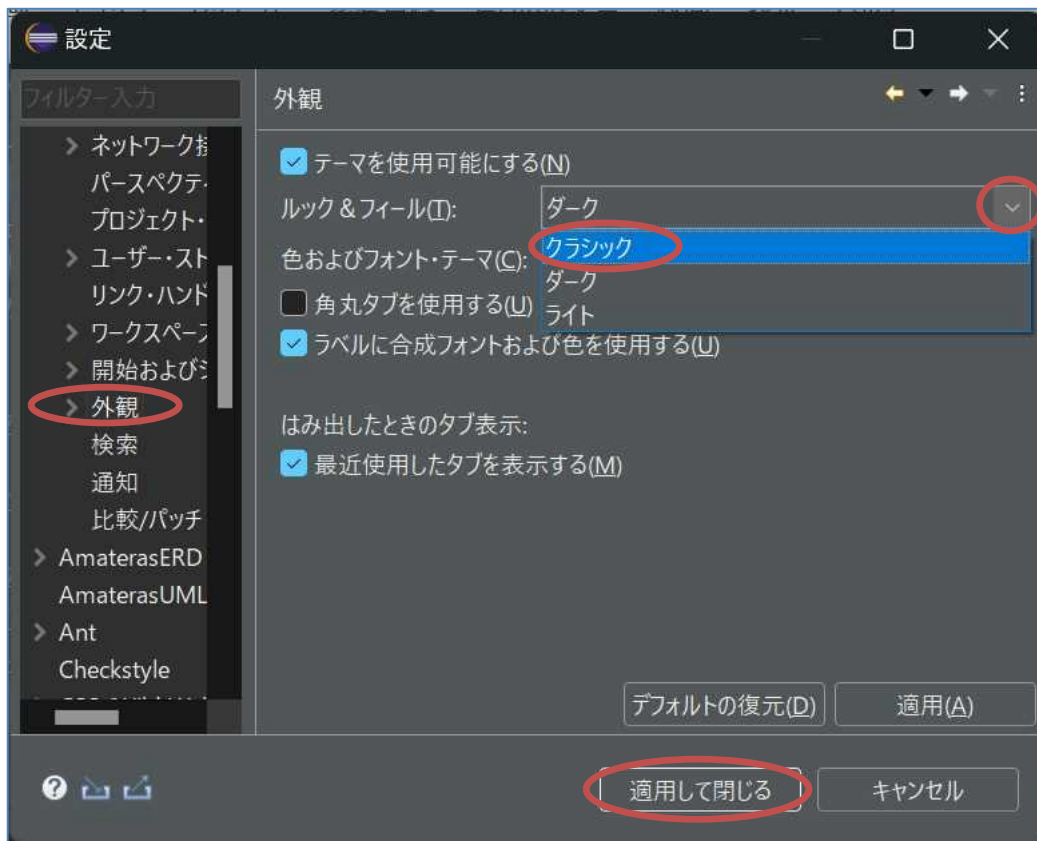 設定
フィルター入力
ネットワーク接
パースペクティ
プロジェクト・
ユーザー・スト
リンク・ハンド
ワークスペース
開始およびシ
外観
検索
通知
比較/パッチ
AmaterasERD
AmaterasUML
Ant
Checkstyle
外観
テーマを使用可能にする(N)
ルック＆フィール(T): ダーク
クラシック
色およびフォント・テーマ(C):
ダーク
角丸タブを使用する(U)
ライト
ラベルに合成フォントおよび色を使用する(U)
はみ出したときのタブ表示:
最近使用したタブを表示する(M)
デフォルトの復元(D) 適用(A)
適用して閉じる キャンセル